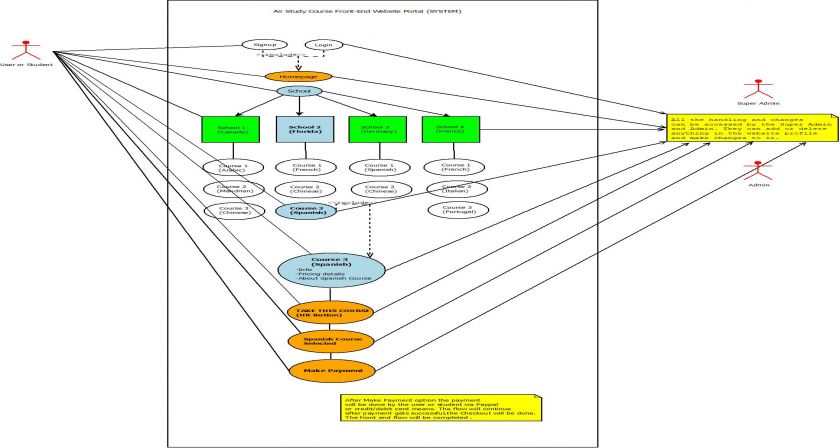 Air Study Course Front-End Website Portal (SYSTEM)
Signup
Login
<<include>>
Homepage
User or Student
School
Super Admin
School 1
(Canada)
School 2
(Florida)
School 3
(Germany)
School 4
(France)
All the handling and changes
can be accessed by the Super Admin
and Admin. They can add or delete
anything in the website profile
and make changes to it.
Course 1
(Arabic)
Course 1
(French)
Course 1
(Spanish)
Course 1
(French)
Admin
Course 2
(Mandrian)
Course 2
(Chinese)
Course 2
(Chinese)
Course 2
(Italian)
Course 3
(Chinese)
Course 3
(Spanish)
<<include>>
Course 3
(Portugal)
Course 3
(Spanish)
-Info
-Pricing details
-About Spanish Course
TAKE THIS COURSE
(Hit Button)
Spanish Course
Selected
Make Payment
After Make Payment option the payment
will be done by the user or student via Paypal
or credit/debit card means. The flow will continue
after payment gets successful,the Checkout will be done.
The front end flow will be completed .